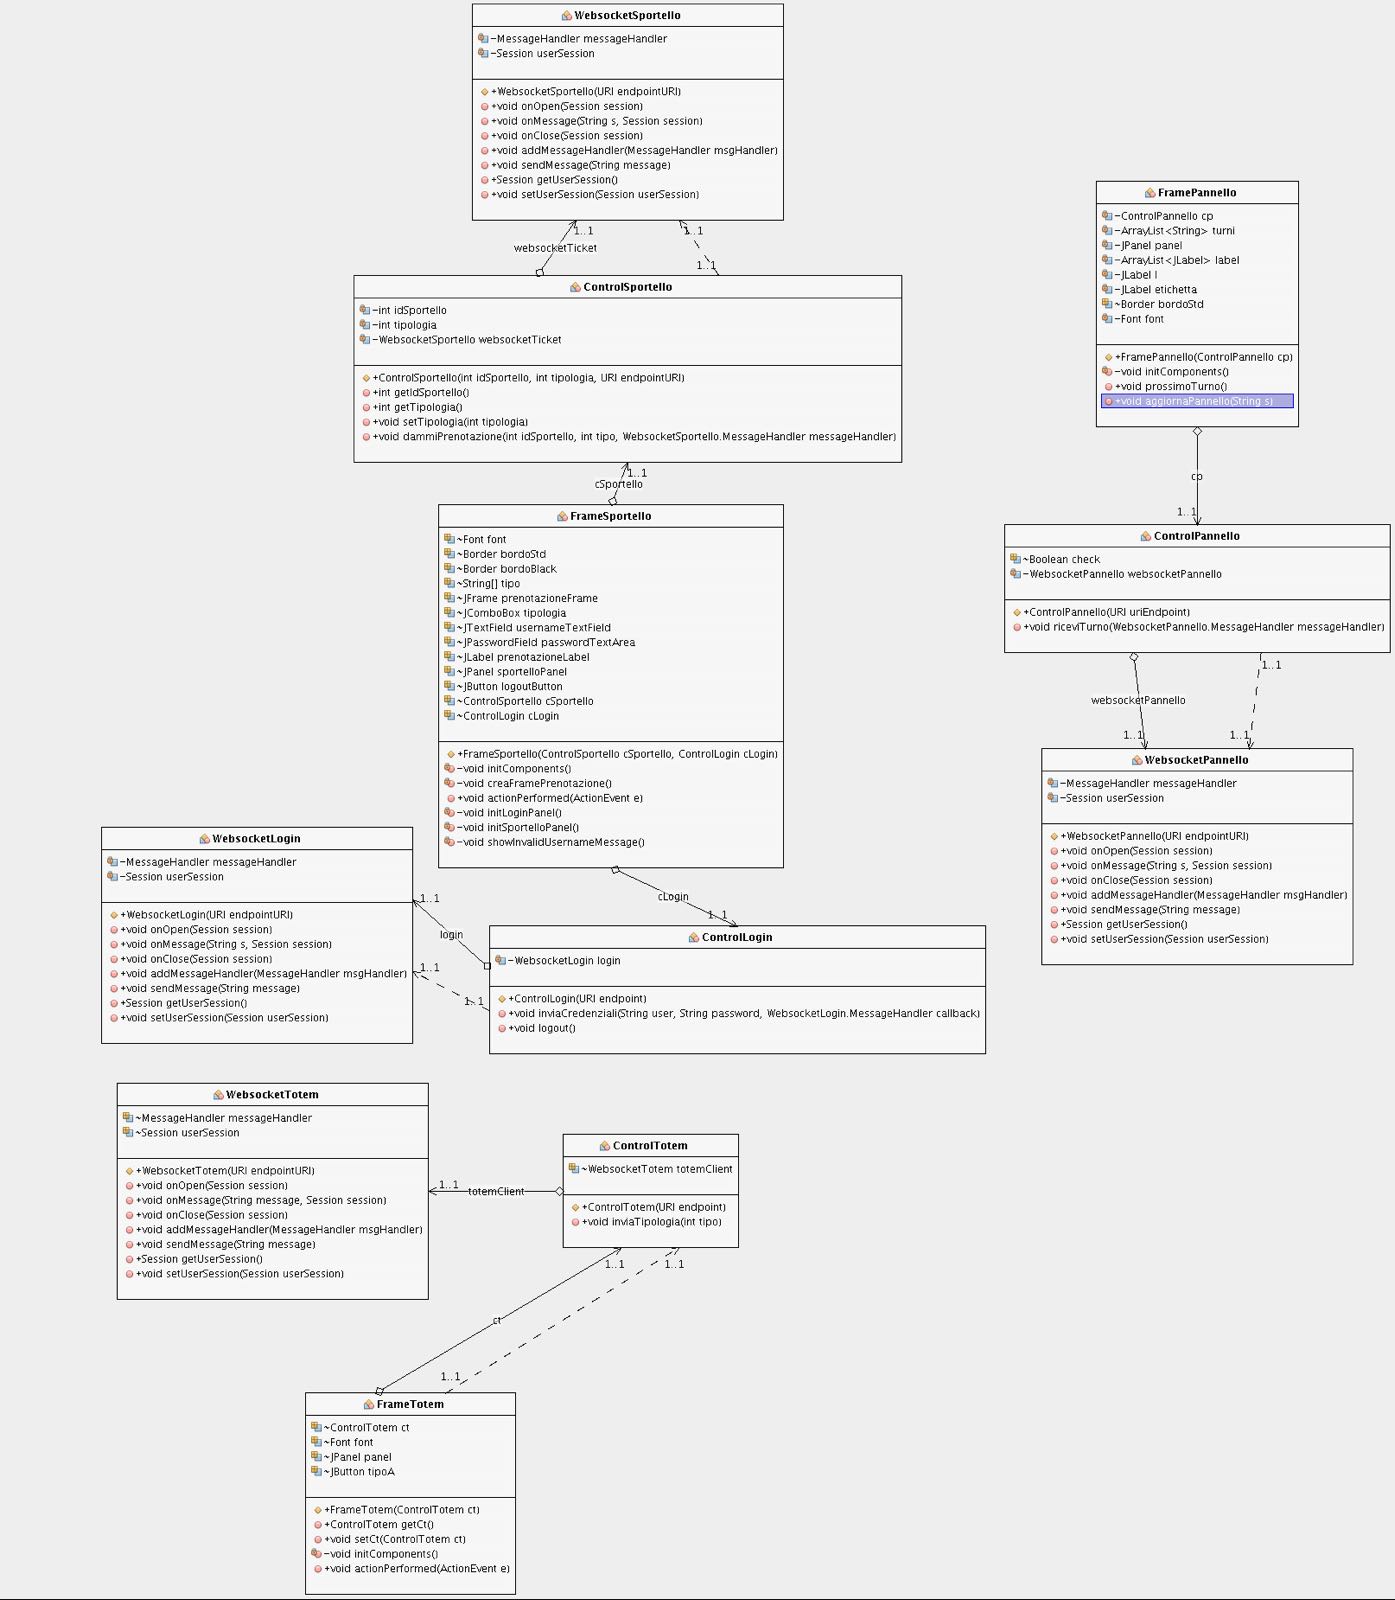 WebsocketSportello
-MessageHandler messageHandler
-Session userSession
+WebsocketSportello(URI endpointURI)
+void onOpen(Session session)
+void onMessage(String s, Session session)
+void onClose(Session session)
+void addMessageHandler(MessageHandler msgHandler)
+void sendMessage(String message)
+Session getUserSession()
+void setUserSession(Session userSession)
1..1
1..1
websocketTicket
1..1
ControlSportello
-int idSportello
-int tipologia
-WebsocketSportello websocketTicket
+ControlSportello(int idSportello, int tipologia, URI endpointURI)
+int getIdSportello()
+int getTipologia()
+void setTipologia(int tipologia)
+void dammiPrenotazione(int idSportello, int tipo, WebsocketSportello.MessageHandler messageHandler)
1..1
cSportello
FrameSportello
~Font font
~Border bordoStd
~Border bordoBlack
~String[] tipo
~JFrame prenotazioneFrame
~JComboBox tipologia
~JTextField usernameTextField
~JPasswordField passwordTextArea
~JLabel prenotazioneLabel
~JPanel sportelloPanel
~JButton logoutButton
~ControlSportello cSportello
~ControlLogin cLogin
+FrameSportello(ControlSportello cSportello, ControlLogin cLogin)
-void initComponents()
-void creaFramePrenotazione()
+void actionPerformed(ActionEvent e)
-void initLoginPanel()
-void initSportelloPanel()
-void showInvalidUsernameMessage()
cLogin
1..1
FramePannello
-ControlPannello cp
-ArrayList<String> turni
-JPanel panel
-ArrayList<JLabel> label
-JLabel l
-JLabel etichetta
~Border bordoStd
-Font font
+FramePannello(ControlPannello cp)
-void initComponents()
+void prossimoTurno()
+void aggiornaPannello(String s)
cp
1..1
ControlPannello
~Boolean check
-WebsocketPannello websocketPannello
+ControlPannello(URI uriEndpoint)
+void riceviTurno(WebsocketPannello.MessageHandler messageHandler)
1..1
websocketPannello
1..1
1..1
WebsocketPannello
-MessageHandler messageHandler
-Session userSession
+WebsocketPannello(URI endpointURI)
+void onOpen(Session session)
+void onMessage(String s, Session session)
+void onClose(Session session)
+void addMessageHandler(MessageHandler msgHandler)
+void sendMessage(String message)
+Session getUserSession()
+void setUserSession(Session userSession)
WebsocketLogin
-MessageHandler messageHandler
-Session userSession
+WebsocketLogin(URI endpointURI)
+void onOpen(Session session)
+void onMessage(String s, Session session)
+void onClose(Session session)
+void addMessageHandler(MessageHandler msgHandler)
+void sendMessage(String message)
+Session getUserSession()
+void setUserSession(Session userSession)
1..1
login
1..1
1..1
ControlLogin
-WebsocketLogin login
+ControlLogin(URI endpoint)
+void inviaCredenziali(String user, String password, WebsocketLogin.MessageHandler callback)
+void logout()
WebsocketTotem
~MessageHandler messageHandler
~Session userSession
+WebsocketTotem(URI endpointURI)
+void onOpen(Session session)
+void onMessage(String message, Session session)
+void onClose(Session session)
+void addMessageHandler(MessageHandler msgHandler)
+void sendMessage(String message)
+Session getUserSession()
+void setUserSession(Session userSession)
1..1
totemClient
ControlTotem
~WebsocketTotem totemClient
+ControlTotem(URI endpoint)
+void inviaTipologia(int tipo)
1..1
1..1
ct
1..1
FrameTotem
~ControlTotem ct
~Font font
~JPanel panel
~JButton tipoA
+FrameTotem(ControlTotem ct)
+ControlTotem getCt()
+void setCt(ControlTotem ct)
-void initComponents()
+void actionPerformed(ActionEvent e)